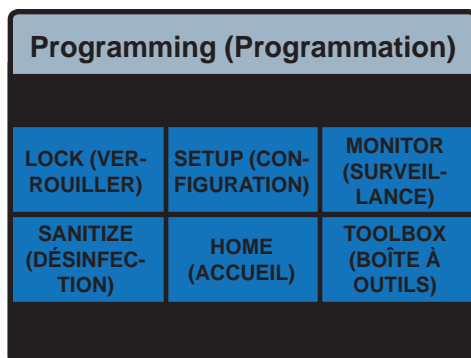 Programming (Programmation)
LOCK (VER-
ROUILLER)
SETUP (CON-
FIGURATION)
MONITOR
(SURVEIL-
LANCE)
SANITIZE
(DÉSINFEC-
TION)
HOME
(ACCUEIL)
TOOLBOX
(BOÎTE À
OUTILS)